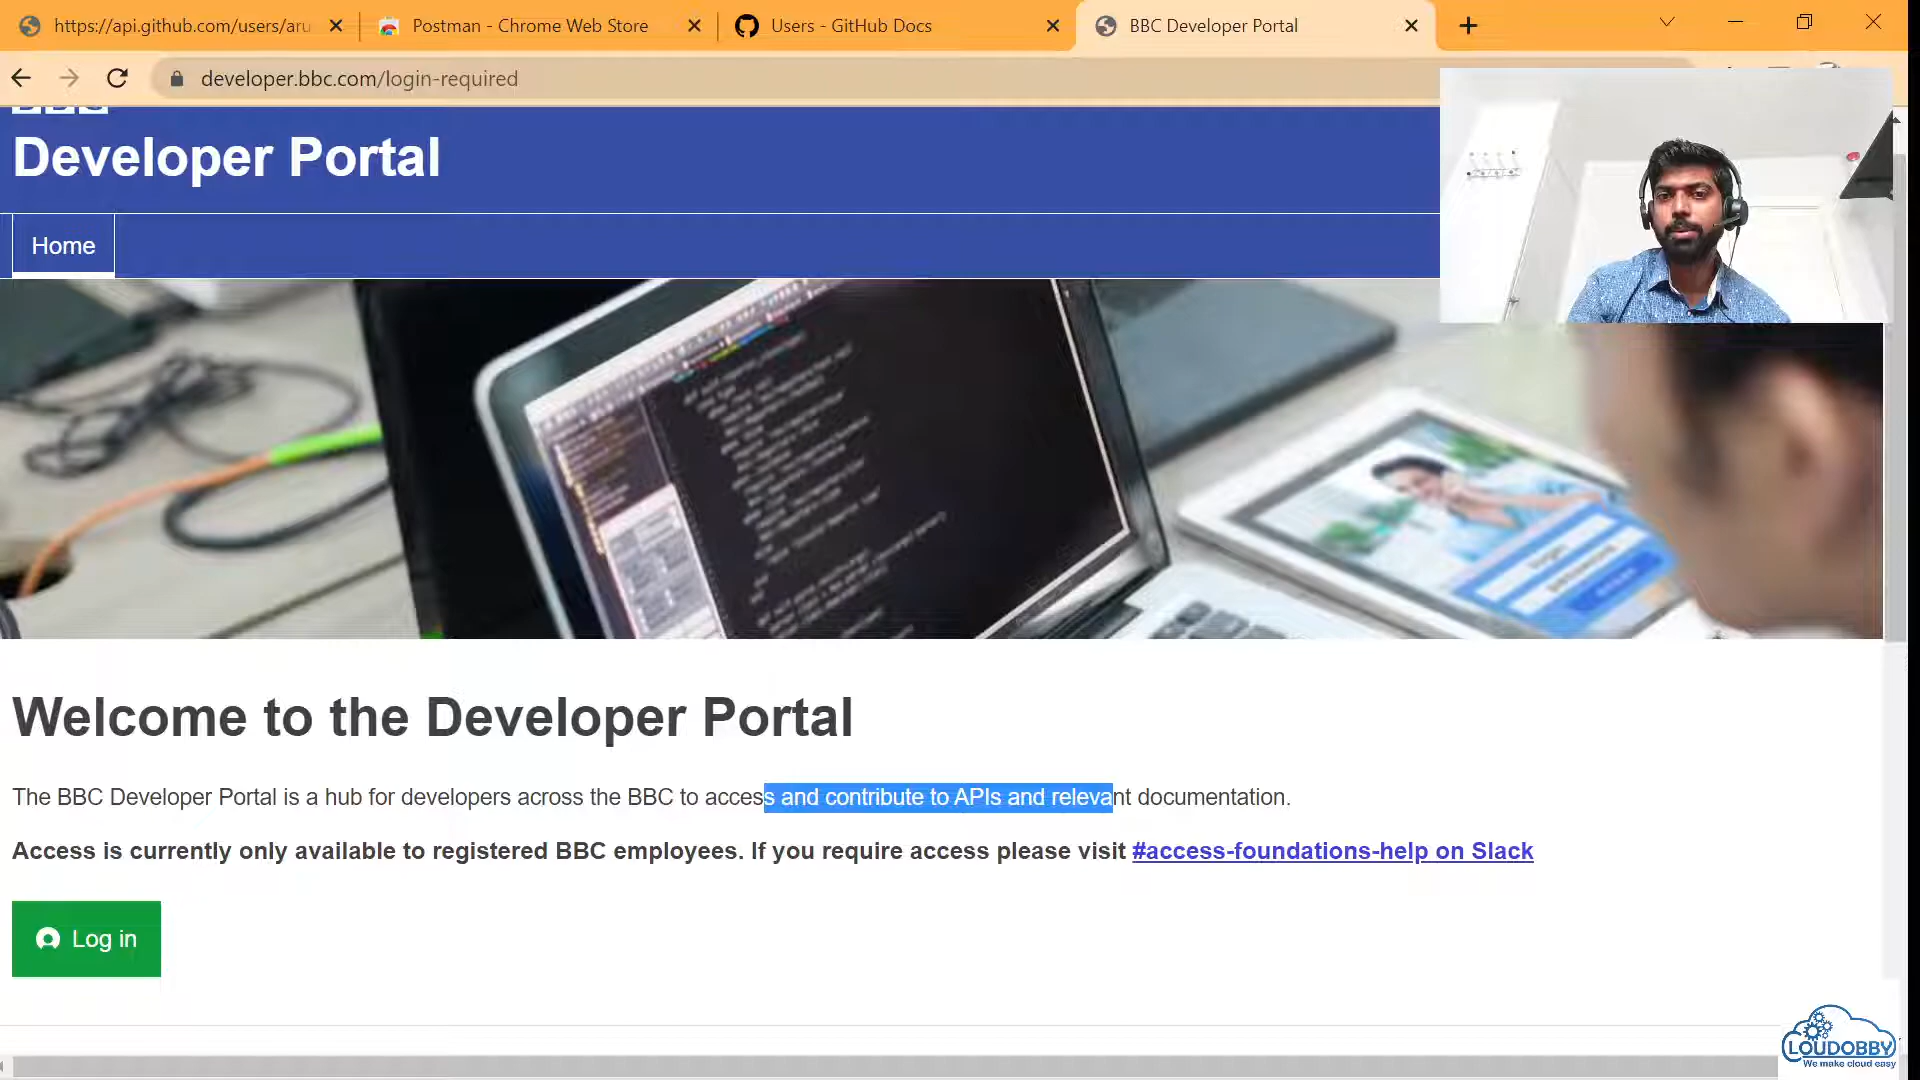 https://api.github.com/users/aru
Postman - Chrome Web Store
Users - GitHub Docs
BBC Developer Portal
developer.bbc.com/login-required
Developer Portal
Home
Welcome to the Developer Portal
The BBC Developer Portal is a hub for developers across the BBC to access and contribute to APIs and relevant documentation.
Access is currently only available to registered BBC employees. If you require access please visit #access-foundations-help on Slack
Log in
LOUDOBBY
We make cloud easy